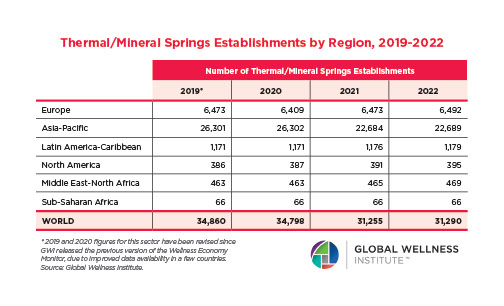 Thermal/Mineral Springs Establishments by Region, 2019-2022
Number of Thermal/Mineral Springs Establishments
2019* 2020 2021 2022
Europe 6,473 6,409 6,473 6,492
Asia-Pacific 26,301 26,302 22,684 22,689
Latin America-Caribbean 1,171 1,171 1,176 1,179
North America 386 387 391 395
Middle East-North Africa 463 463 465 469
Sub-Saharan Africa 66 66 66 66
WORLD 34,860 34,798 31,255 31,290
* 2019 and 2020 figures for this sector have been revised since
GWI released the previous version of the Wellness Economy
Monitor, due to improved data availability in a few countries.
Source: Global Wellness Institute.
GLOBAL WELLNESS
INSTITUTE™